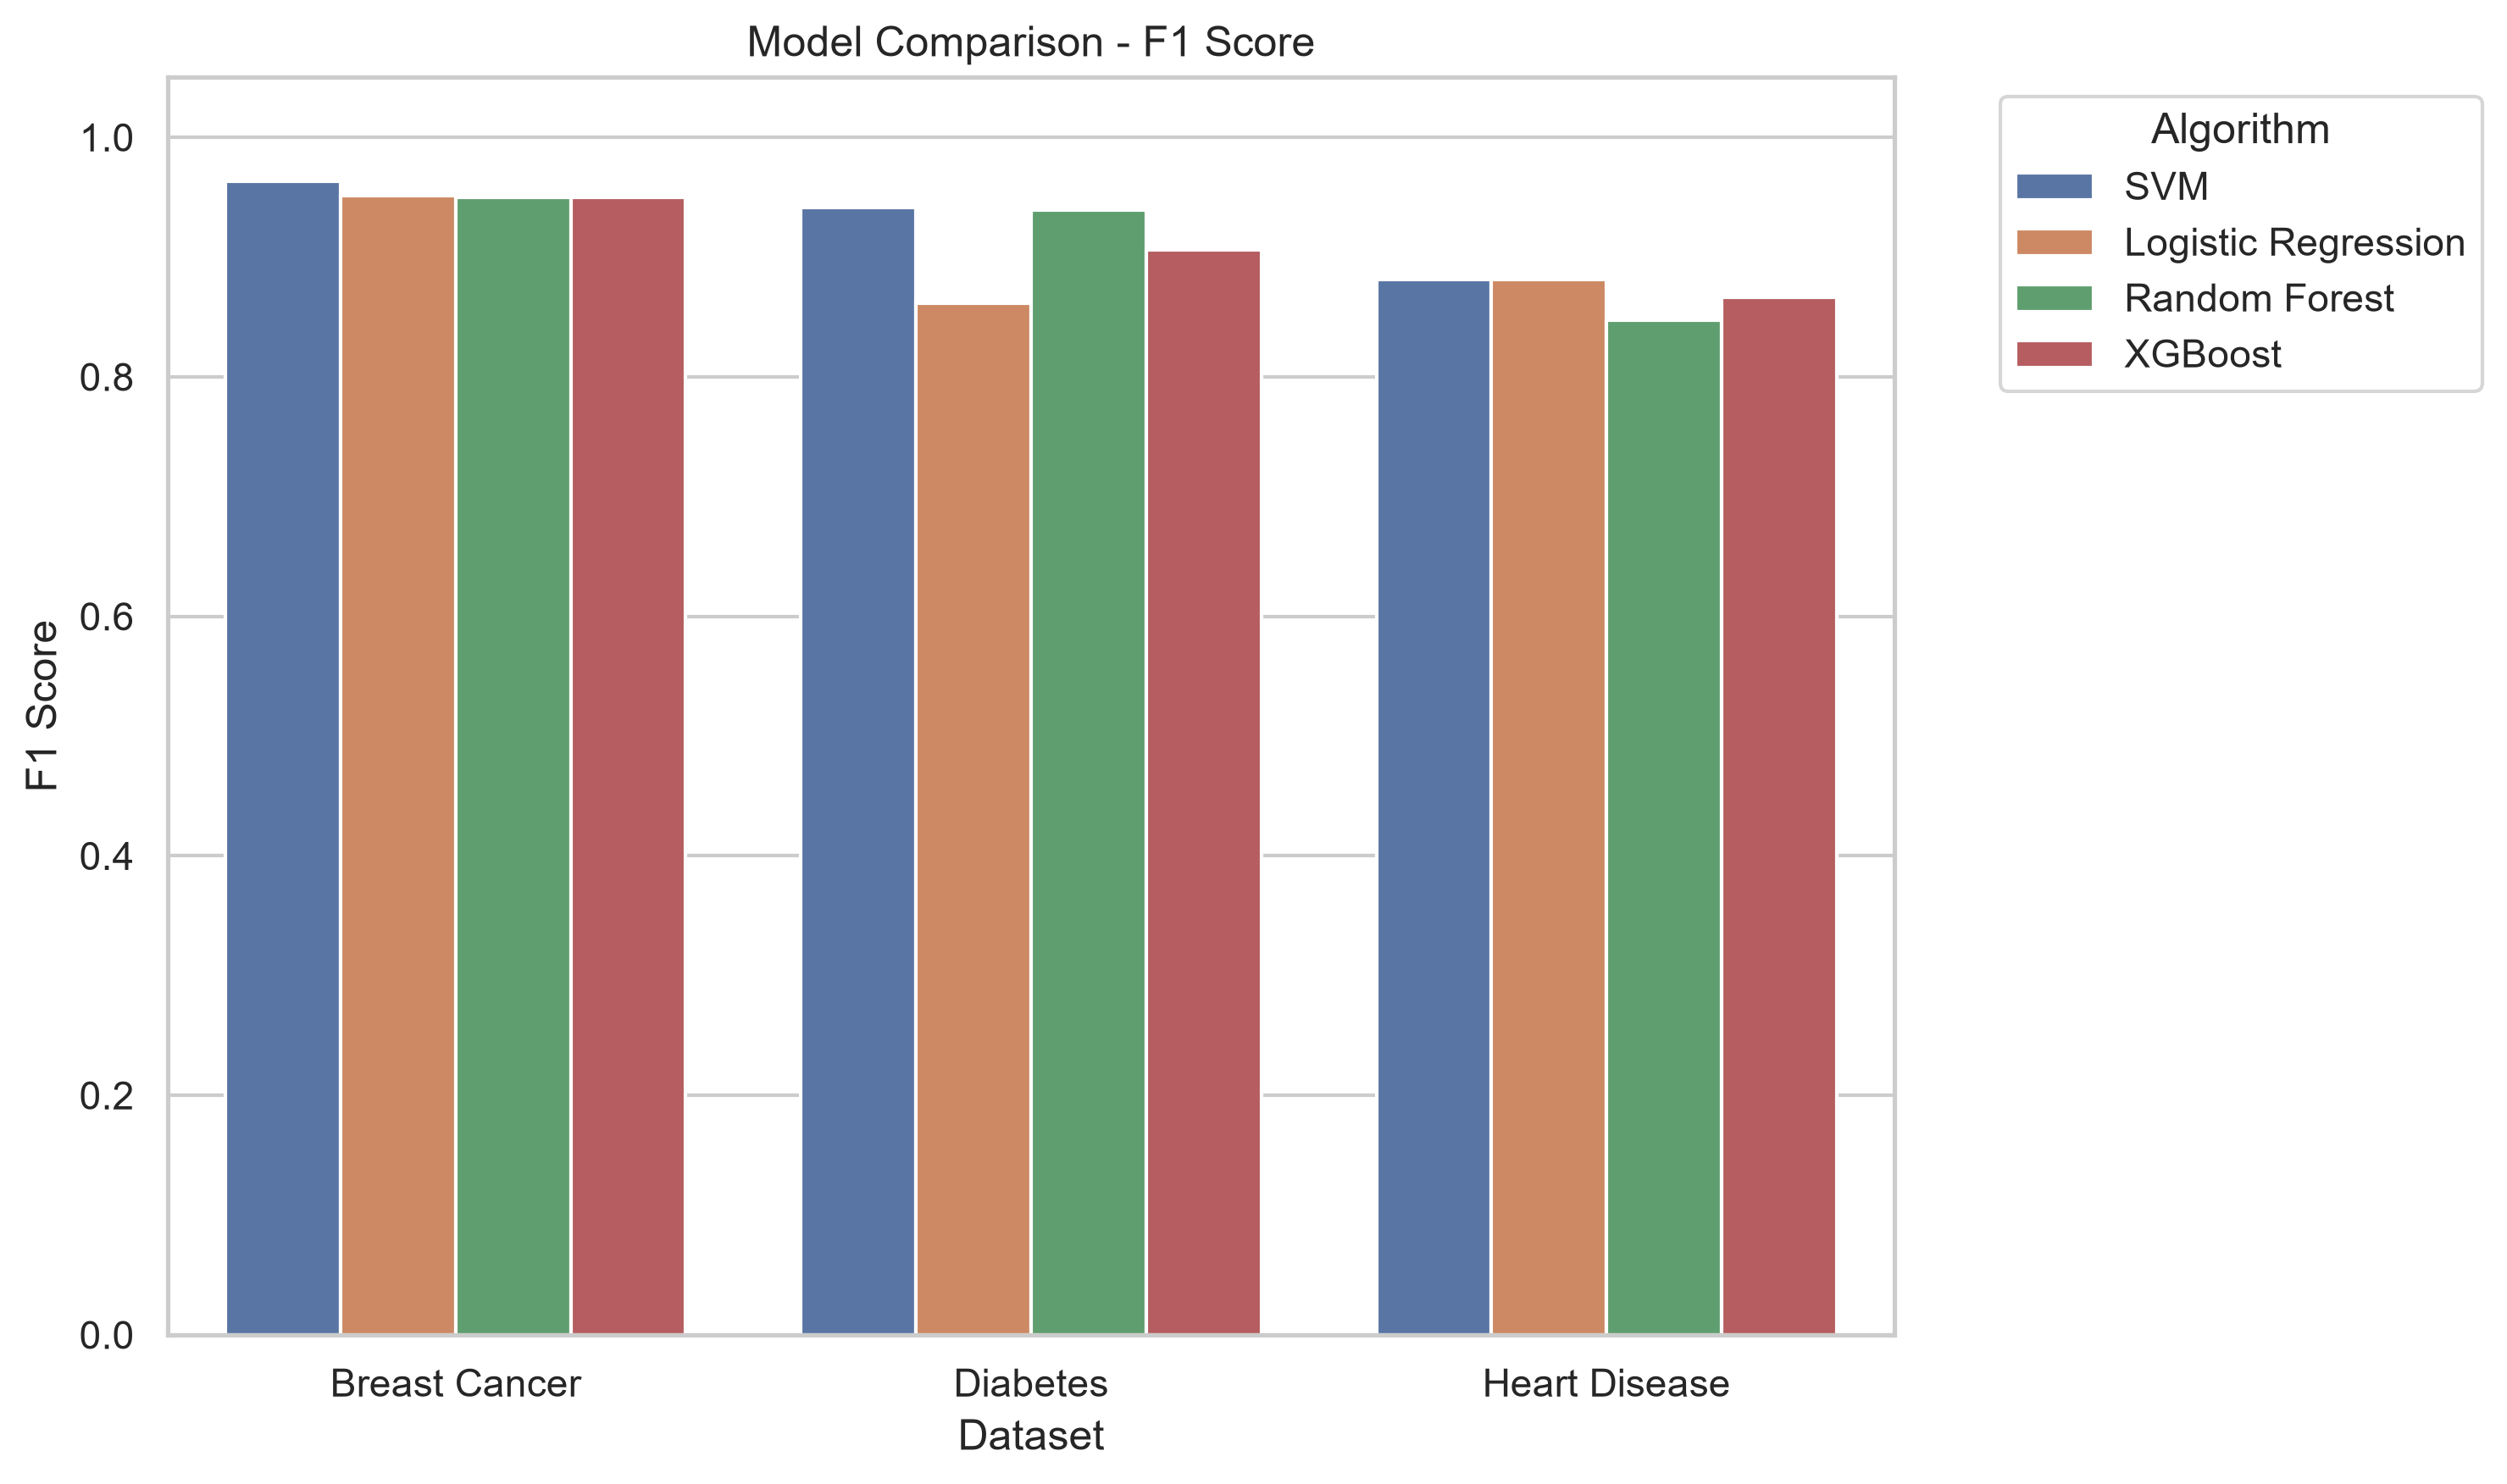 Model Comparison - F1 Score
F1 Score
1.0
0.8
0.6
0.4
0.2
0.0
Breast Cancer
Diabetes
Heart Disease
Dataset
Algorithm
SVM
Logistic Regression
Random Forest
XGBoost